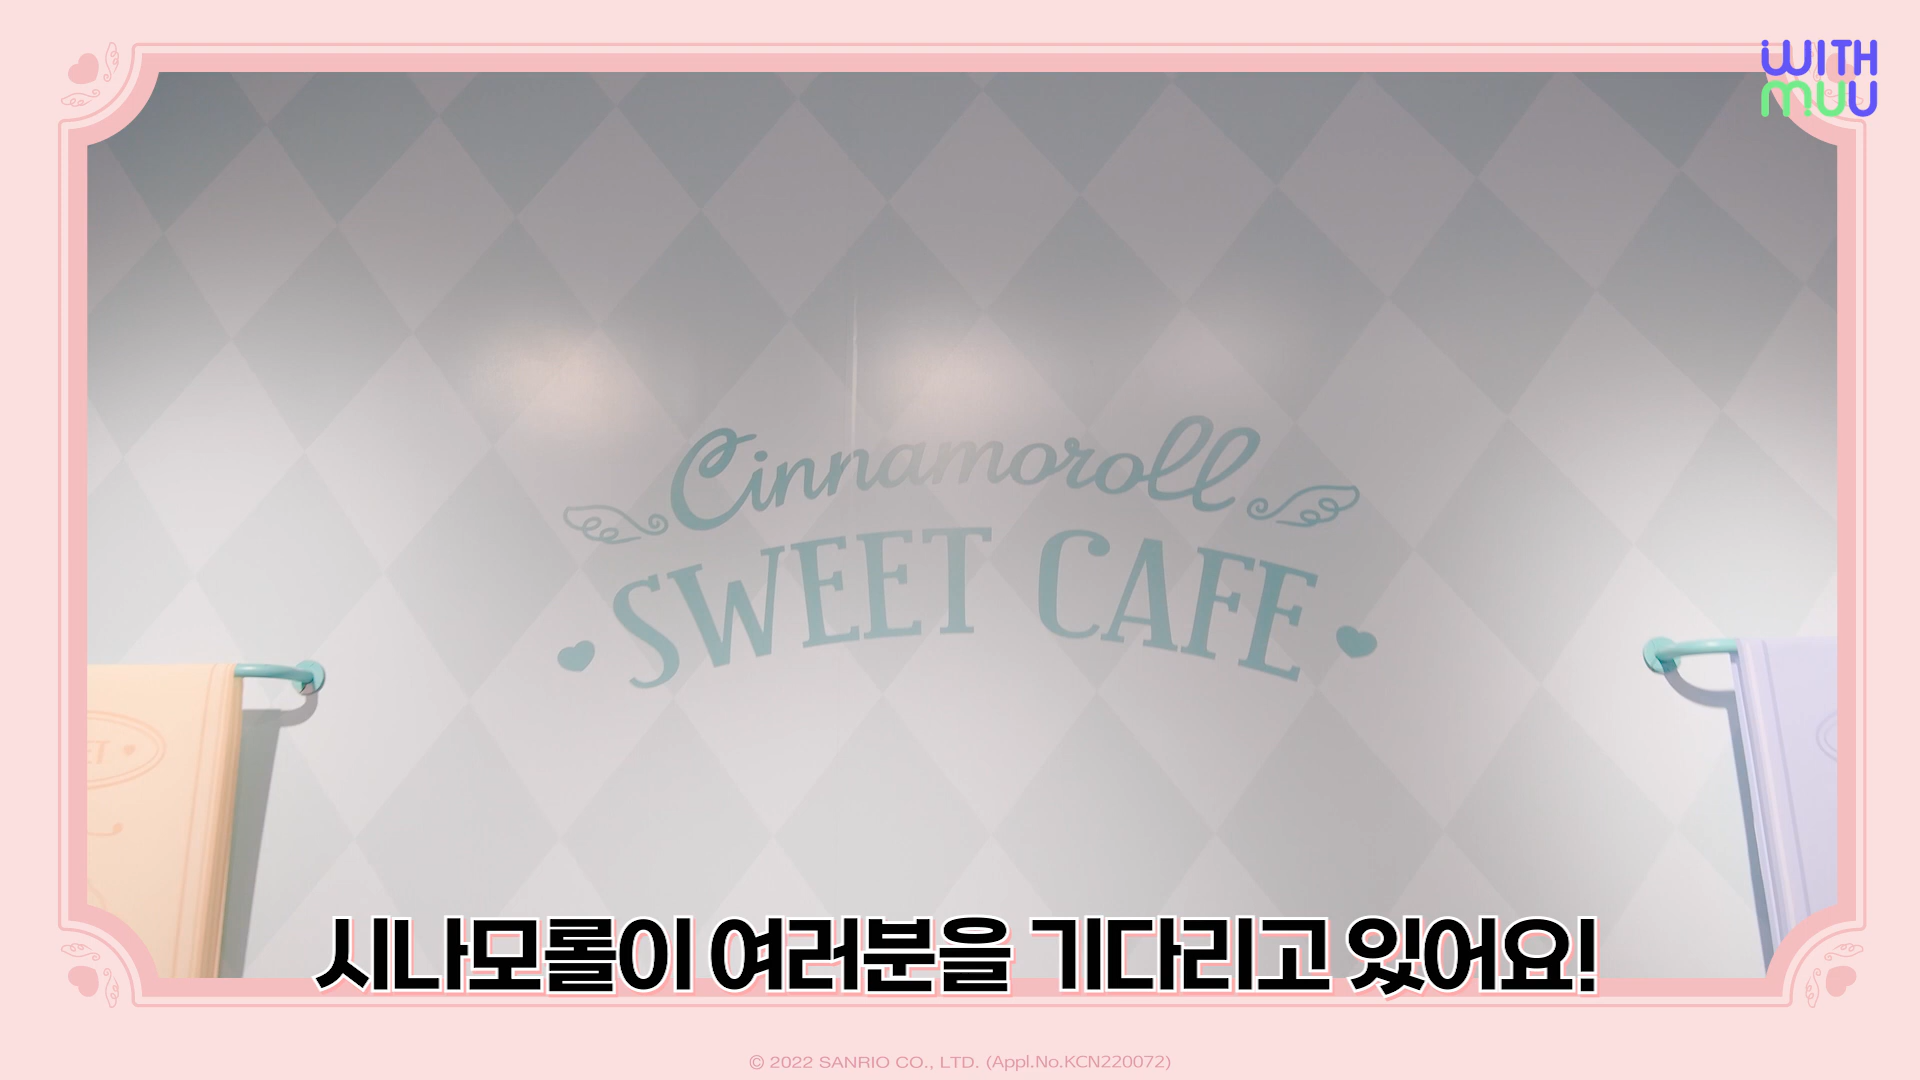 WITH
MUU
Cinnamoroll
SWEET CAFE
시나모롤이 여러분을 기다리고 있어요!
© 2022 SANRIO CO., LTD. (Appl.No.KCN220072)